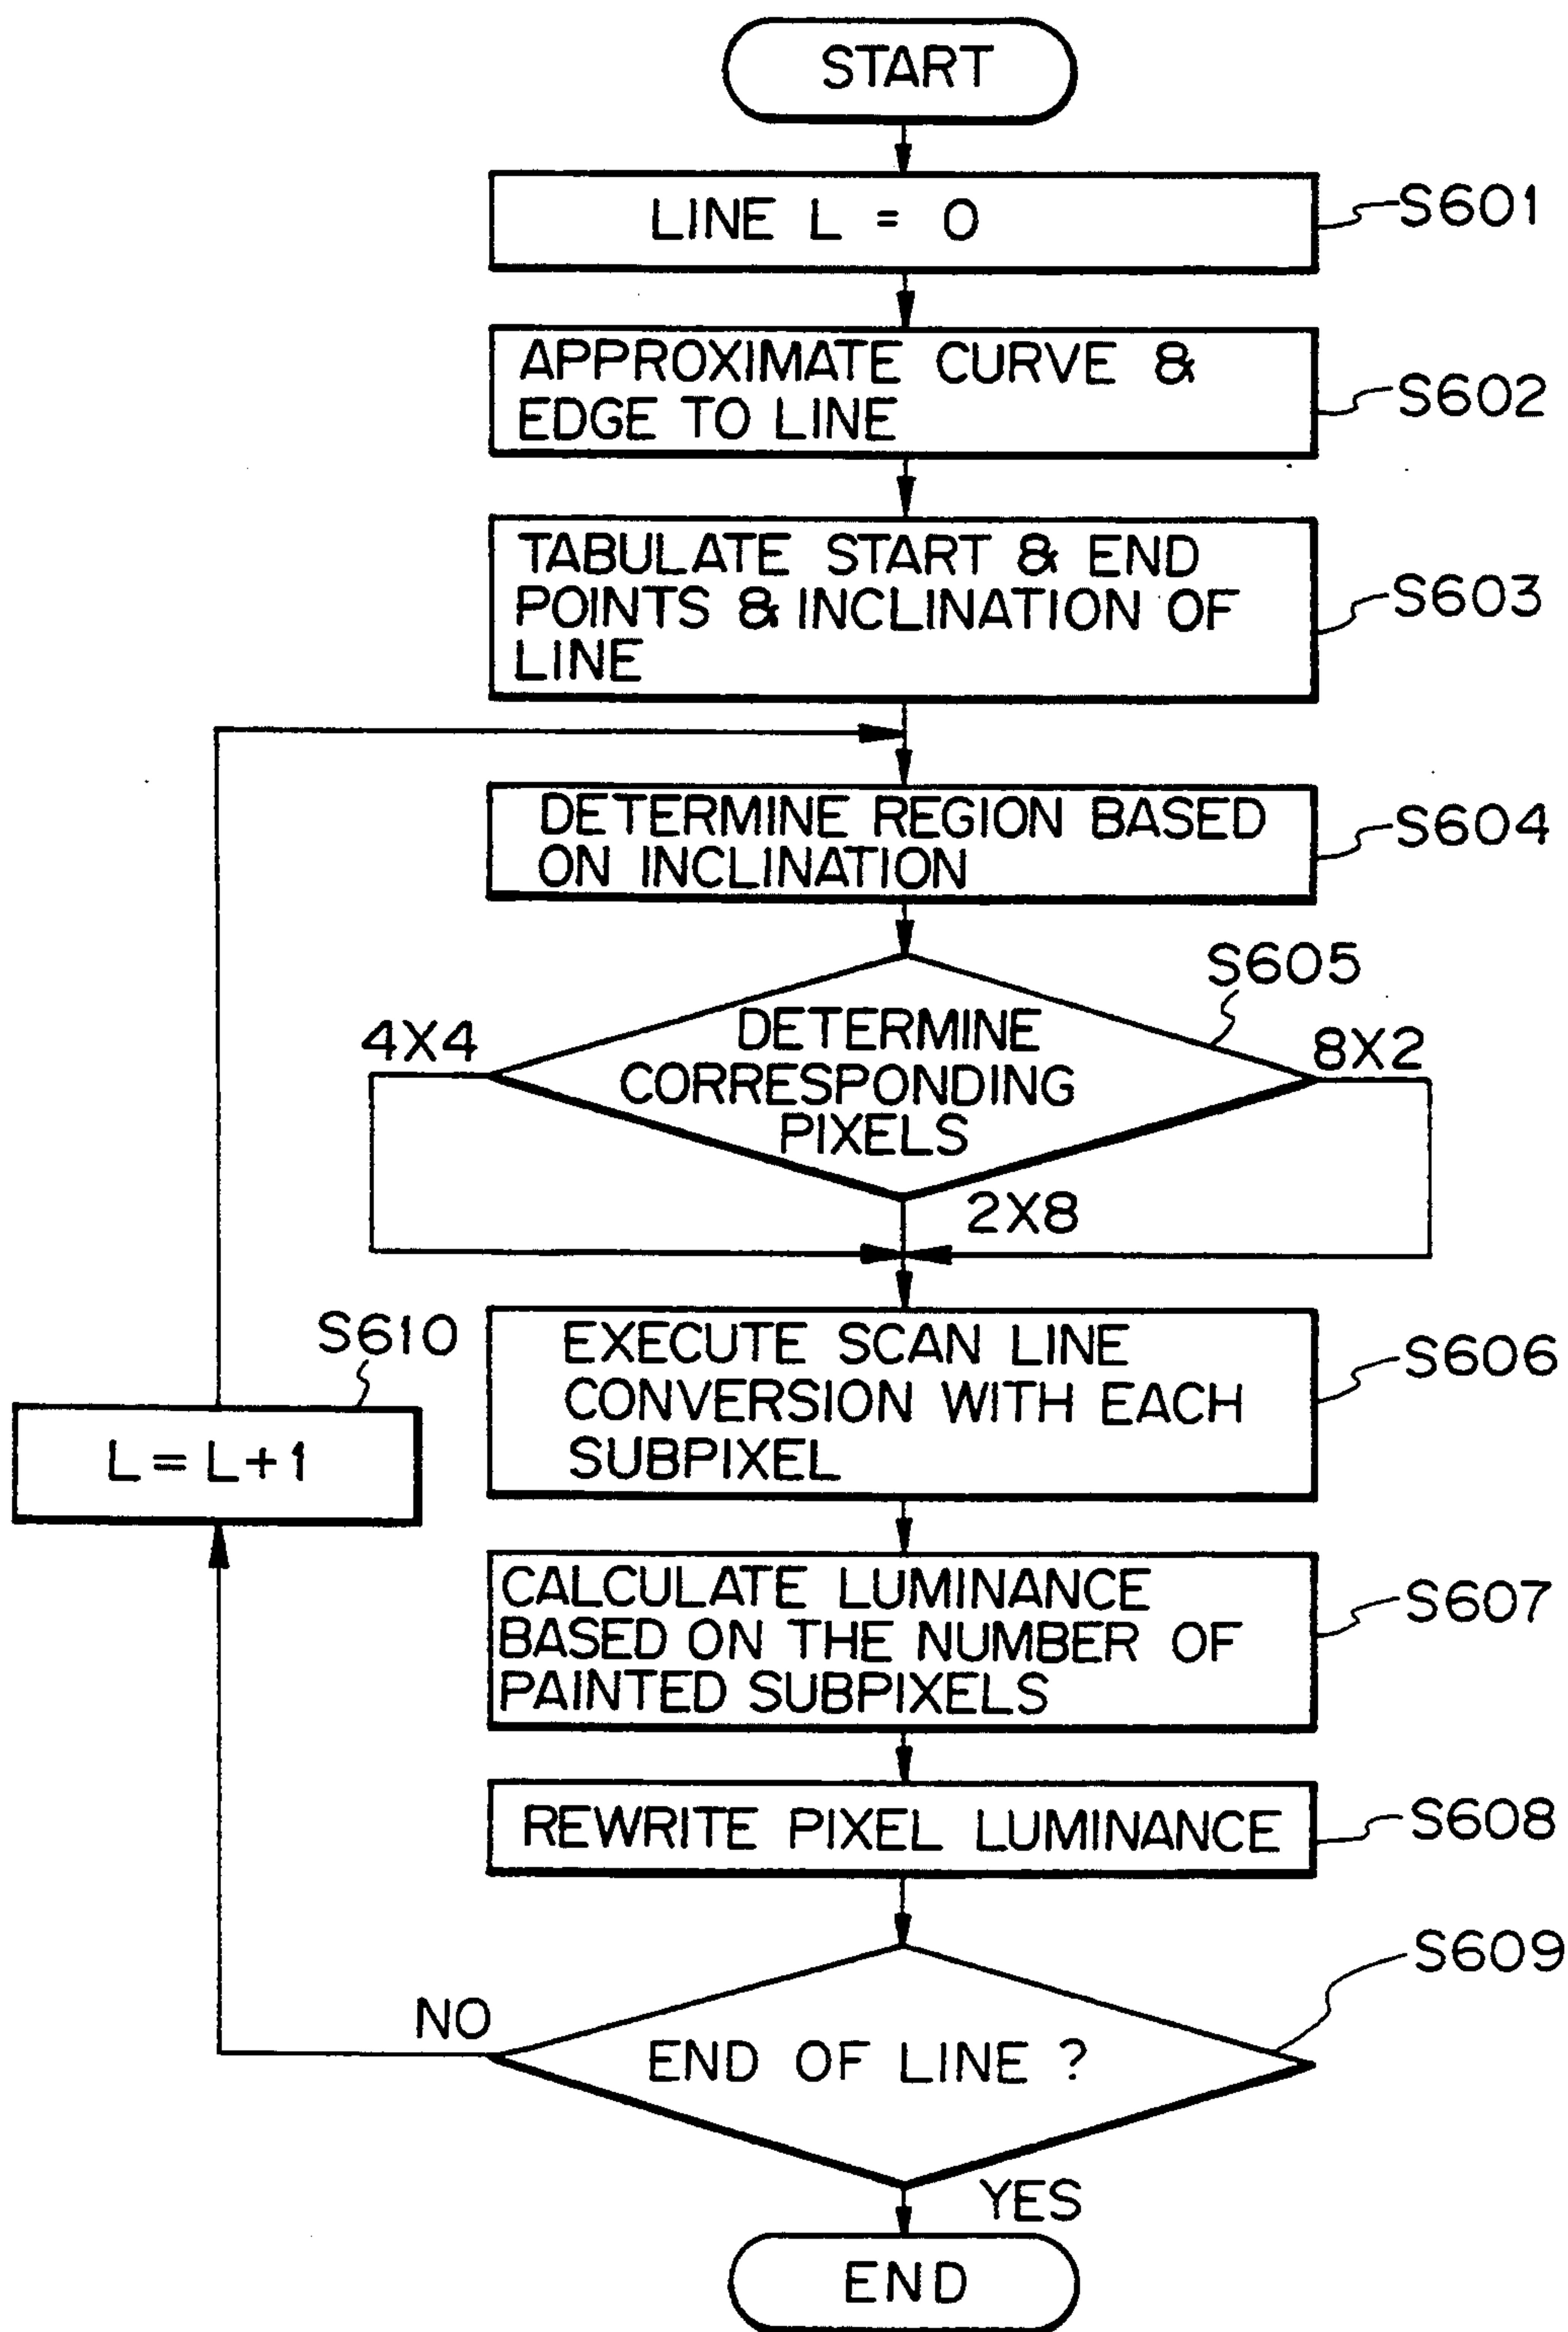 START
LINE L = 0
S601
APPROXIMATE CURVE &
EDGE TO LINE
S602
TABULATE START & END
POINTS & INCLINATION OF
LINE
S603
DETERMINE REGION BASED
ON INCLINATION
S604
S605
4X4
DETERMINE
CORRESPONDING
PIXELS
8X2
2X8
S610
L=L+1
EXECUTE SCAN LINE
CONVERSION WITH EACH
SUBPIXEL
S606
CALCULATE LUMINANCE
BASED ON THE NUMBER OF
PAINTED SUBPIXELS
S607
REWRITE PIXEL LUMINANCE
S608
S609
NO
END OF LINE ?
YES
END